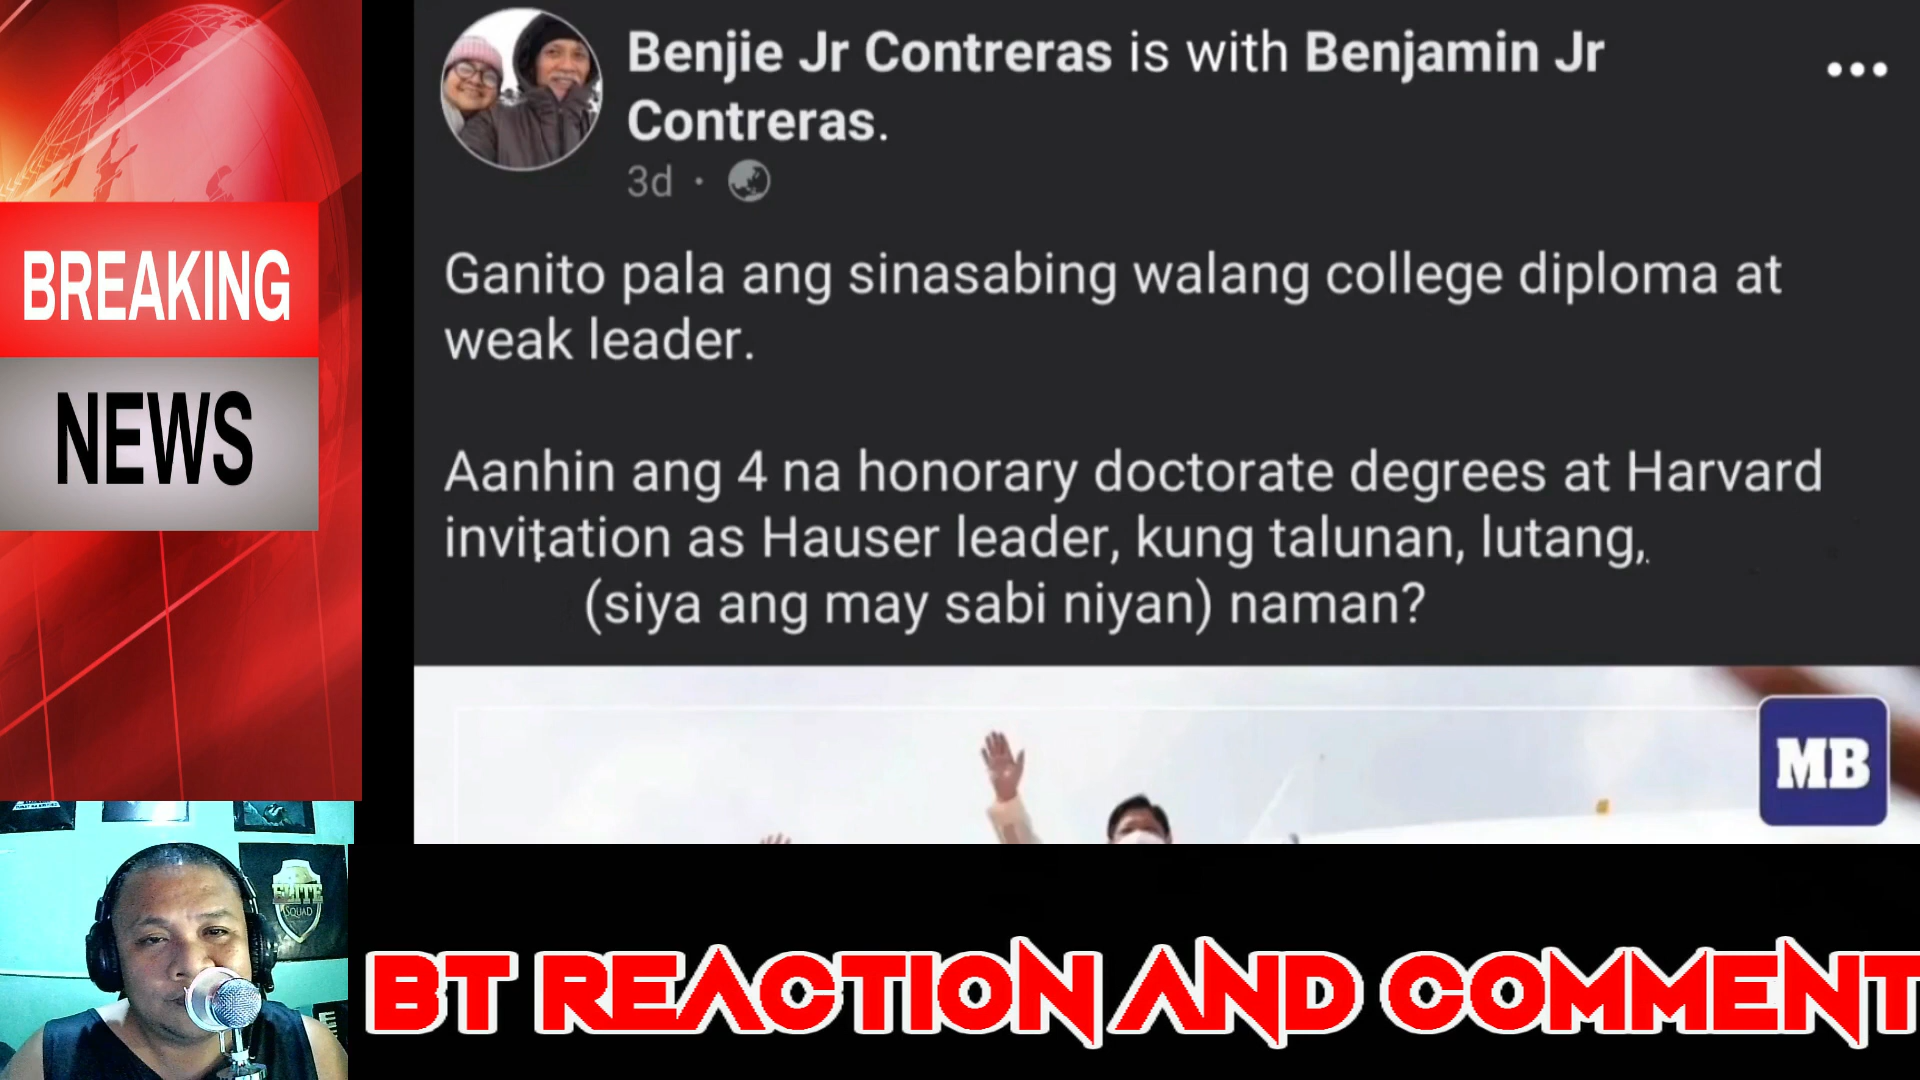 BREAKING
NEWS
Benjie Jr Contreras is with Benjamin Jr
Contreras.
3d ·
Ganito pala ang sinasabing walang college diploma at
weak leader.
Aanhin ang 4 na honorary doctorate degrees at Harvard
invitation as Hauser leader, kung talunan, lutang,.
(siya ang may sabi niyan) naman?
MB
ELITE
SQUAD
BT REACTION AND COMMENT